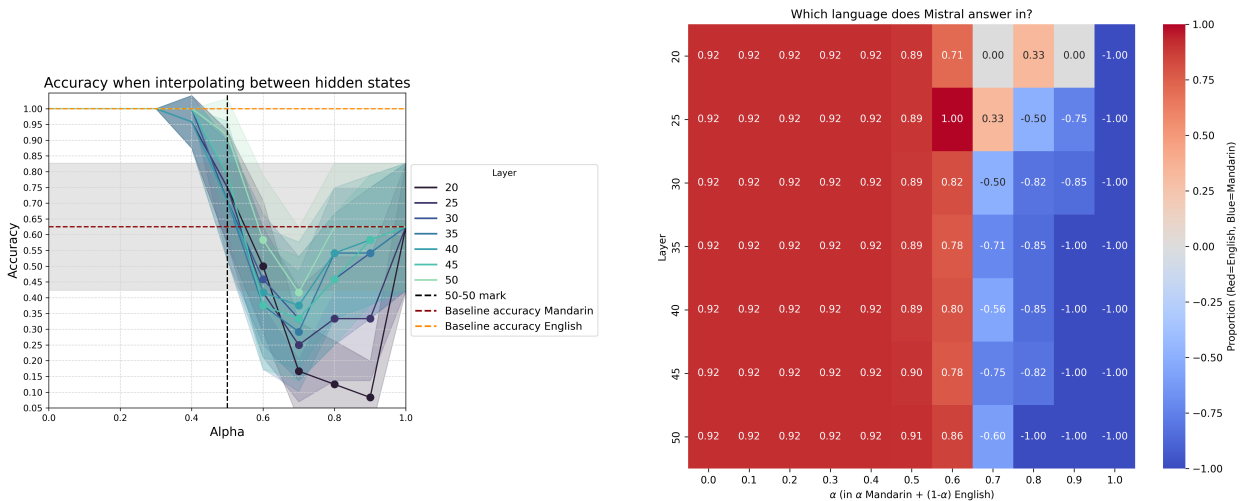 Accuracy when interpolating between hidden states
Accuracy
1.00
0.95
0.90
0.85
0.80
0.75
0.70
0.65
0.60
0.55
0.50
0.45
0.40
0.35
0.30
0.25
0.20
0.15
0.10
0.05
0.0 0.2 0.4 0.6 0.8 1.0
Alpha
Layer
20
25
30
35
40
45
50
50-50 mark
Baseline accuracy Mandarin
Baseline accuracy English
Which language does Mistral answer in?
Layer
20 0.92 0.92 0.92 0.92 0.92 0.89 0.71 0.00 0.33 0.00 -1.00
25 0.92 0.92 0.92 0.92 0.92 0.89 1.00 0.33 -0.50 -0.75 -1.00
30 0.92 0.92 0.92 0.92 0.92 0.89 0.82 -0.50 -0.82 -0.85 -1.00
35 0.92 0.92 0.92 0.92 0.92 0.89 0.78 -0.71 -0.85 -1.00 -1.00
40 0.92 0.92 0.92 0.92 0.92 0.89 0.80 -0.56 -0.84 -1.00 -1.00
45 0.92 0.92 0.92 0.92 0.92 0.90 0.78 -0.75 -0.82 -1.00 -1.00
50 0.92 0.92 0.92 0.92 0.92 0.91 0.86 -0.60 -1.00 -1.00 -1.00
0.0 0.1 0.2 0.3 0.4 0.5 0.6 0.7 0.8 0.9 1.0
α (in α Mandarin + (1-α) English)
1.00
0.75
0.50
0.25
0.00
−0.25
−0.50
−0.75
−1.00
Proportion (Red=English, Blue=Mandarin)